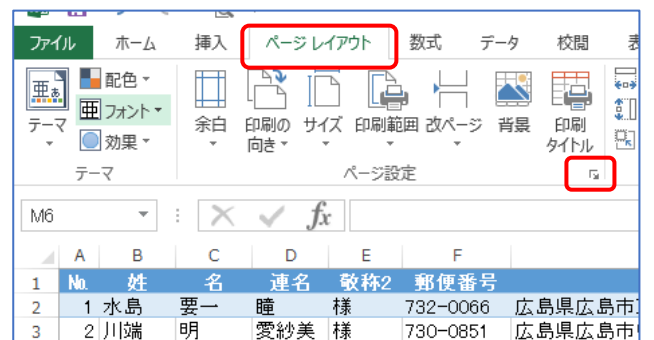 ファイル ホーム 挿入 ページ レイアウト 数式 データ 校閲
亜あ 配色
亜 フォント
テーマ 効果
余白 印刷の向き サイズ 印刷範囲 改ページ 背景 印刷タイトル
テーマ ページ設定
M6 fx
A B C D E F
1 No. 姓 名 連名 敬称2 郵便番号
2 1 水島 要一 瞳 様 732-0066 広島県広島市
3 2 川端 明 愛紗美 様 730-0851 広島県広島市